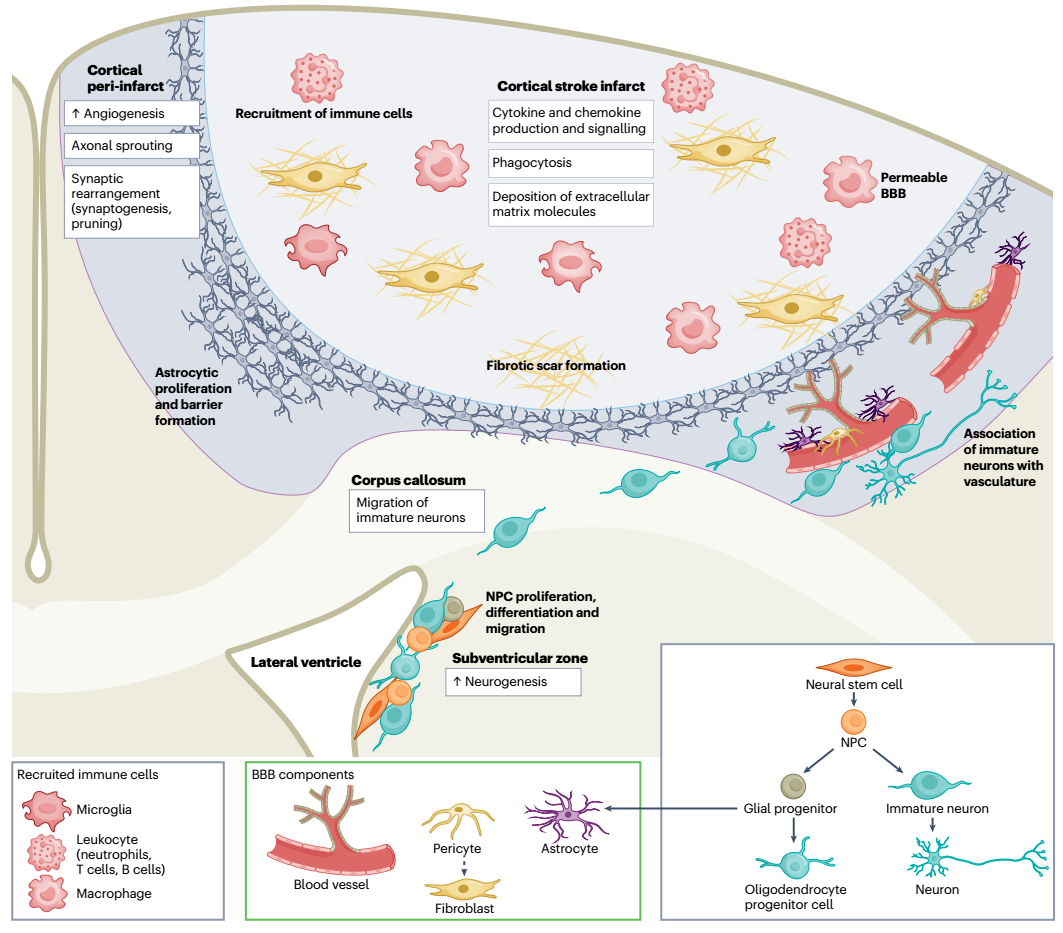 Cortical
peri-infarct
↑ Angiogenesis
Axonal sprouting
Synaptic
rearrangement
(synaptogenesis,
pruning)
Recruitment of immune cells
Cortical stroke infarct
Cytokine and chemokine
production and signalling
Phagocytosis
Deposition of extracellular
matrix molecules
Permeable
BBB
Fibrotic scar formation
Astrocytic
proliferation
and barrier
formation
Association
of immature
neurons with
vasculature
Corpus callosum
Migration of
immature neurons
NPC proliferation,
differentiation and
migration
Lateral ventricle
Subventricular zone
↑ Neurogenesis
Recruited immune cells
Microglia
Leukocyte
(neutrophils,
T cells, B cells)
Macrophage
BBB components
Blood vessel
Pericyte
Fibroblast
Astrocyte
Neural stem cell
NPC
Glial progenitor
Immature neuron
Oligodendrocyte
progenitor cell
Neuron